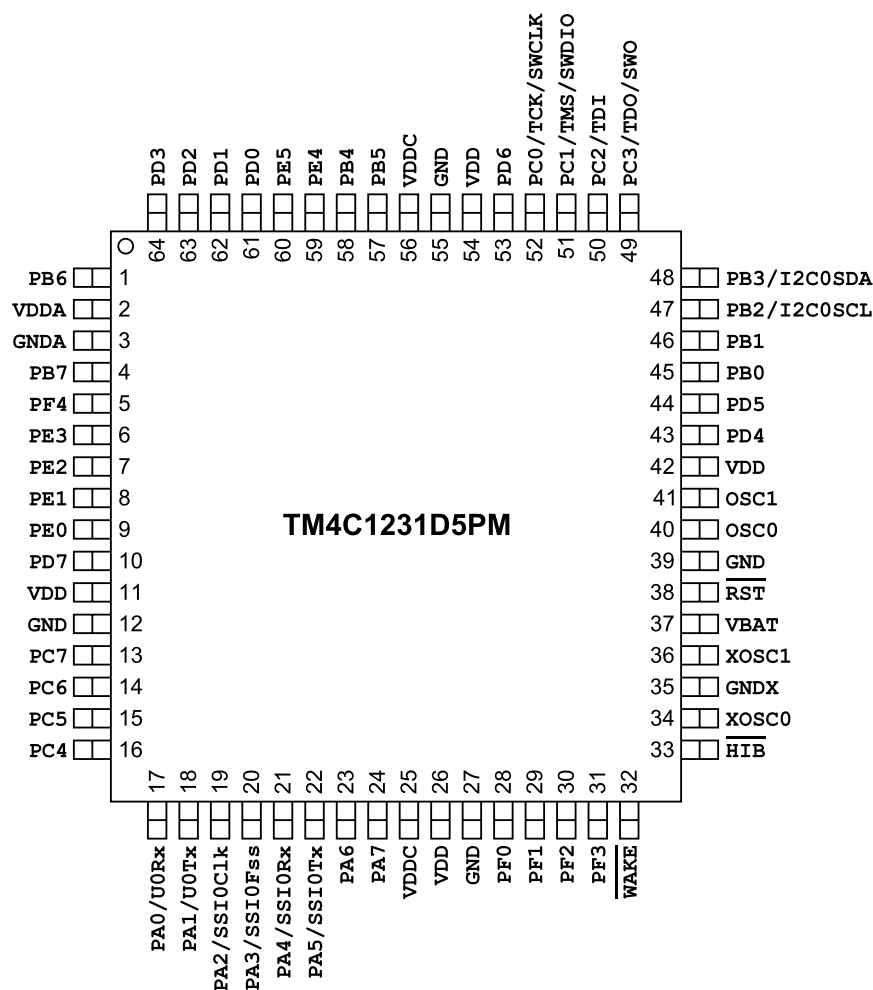 PD3
PD2
PD1
PD0
PE5
PE4
PB4
PB5
VDDC
GND
VDD
PD6
PC0/TCK/SWCLK
PC1/TMS/SWDIO
PC2/TDI
PC3/TDO/SWO
64
63
62
61
60
59
58
57
56
55
54
53
52
51
50
49
PB6 1
VDDA 2
GNDA 3
PB7 4
PF4 5
PE3 6
PE2 7
PE1 8
PE0 9
PD7 10
VDD 11
GND 12
PC7 13
PC6 14
PC5 15
PC4 16
TM4C1231D5PM
48 PB3/I2C0SDA
47 PB2/I2C0SCL
46 PB1
45 PB0
44 PD5
43 PD4
42 VDD
41 OSC1
40 OSC0
39 GND
38 RST
37 VBAT
36 XOSC1
35 GNDX
34 XOSC0
33 HIB
17
18
19
20
21
22
23
24
25
26
27
28
29
30
31
32
PA0/U0Rx
PA1/U0Tx
PA2/SSI0Clk
PA3/SSI0Fss
PA4/SSI0Rx
PA5/SSI0Tx
PA6
PA7
VDDC
VDD
GND
PF0
PF1
PF2
PF3
WAKE